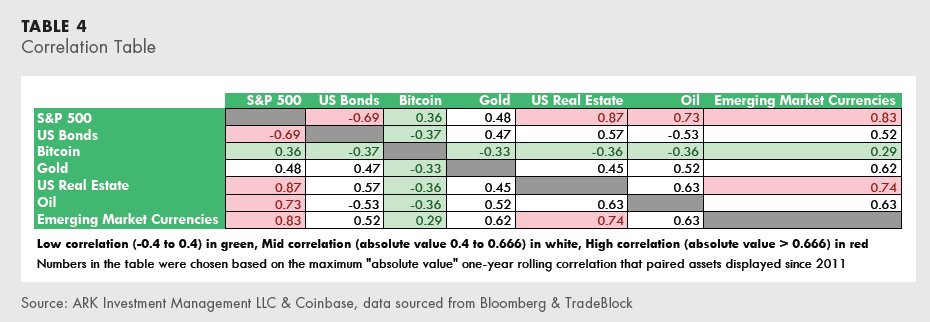 TABLE 4
Correlation Table
S&P 500 US Bonds Bitcoin Gold US Real Estate Oil Emerging Market Currencies
S&P 500 -0.69 0.36 0.48 0.87 0.73 0.83
US Bonds -0.69 -0.37 0.47 0.57 -0.53 0.52
Bitcoin 0.36 -0.37 -0.33 -0.36 -0.36 0.29
Gold 0.48 0.47 -0.33 0.45 0.52 0.62
US Real Estate 0.87 0.57 -0.36 0.45 0.63 0.74
Oil 0.73 -0.53 -0.36 0.52 0.63 0.63
Emerging Market Currencies 0.83 0.52 0.29 0.62 0.74 0.63
Low correlation (-0.4 to 0.4) in green, Mid correlation (absolute value 0.4 to 0.666) in white, High correlation (absolute value > 0.666) in red
Numbers in the table were chosen based on the maximum "absolute value" one-year rolling correlation that paired assets displayed since 2011
Source: ARK Investment Management LLC & Coinbase, data sourced from Bloomberg & TradeBlock